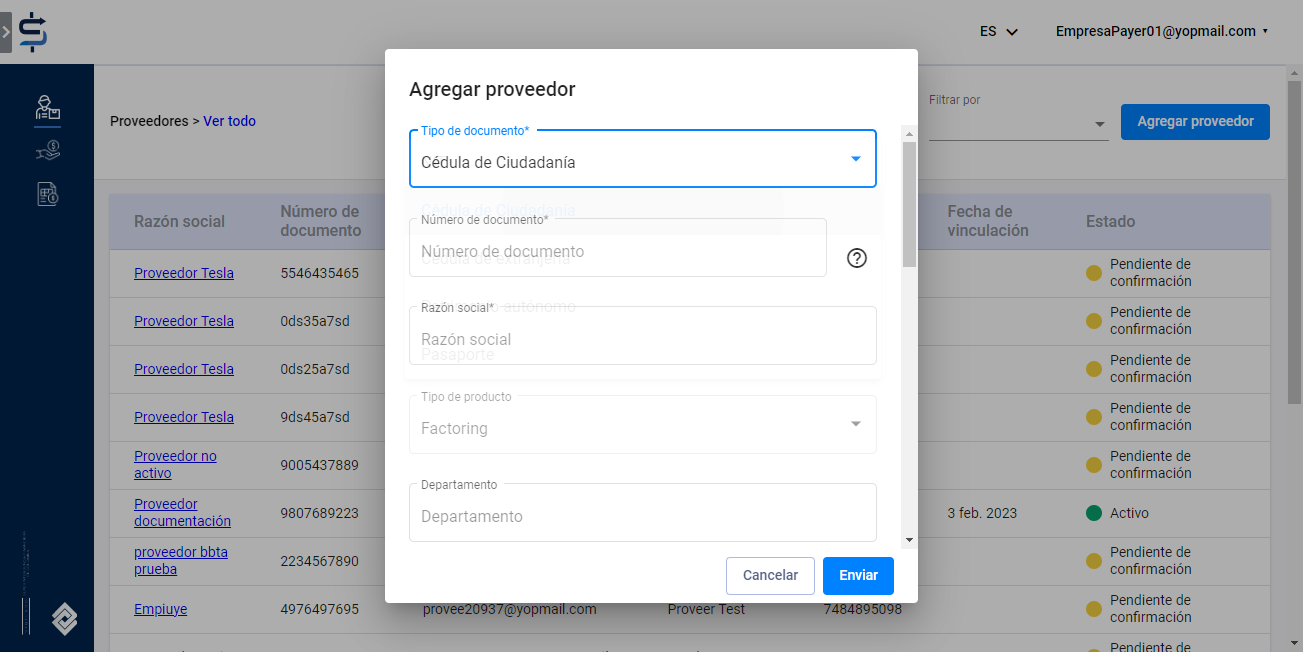 ES
EmpresaPayer01@yopmail.com
Proveedores > Ver todo
Filtrar por
Agregar proveedor
Agregar proveedor
Tipo de documento*
Cédula de Ciudadanía
Cédula de Ciudadanía
Número de documento*
Número de documento
Cédula de extranjería
autónomo
Razón social*
Razón social
Pasaporte
Tipo de producto
Factoring
Departamento
Departamento
Cancelar
Enviar
Razón social
Número de documento
Fecha de vinculación
Estado
Proveedor Tesla
5546435465
Pendiente de confirmación
Proveedor Tesla
0ds35a7sd
Pendiente de confirmación
Proveedor Tesla
0ds25a7sd
Pendiente de confirmación
Proveedor Tesla
9ds45a7sd
Pendiente de confirmación
Proveedor no activo
9005437889
Pendiente de confirmación
Proveedor documentación
9807689223
3 feb. 2023
Activo
proveedor bbta prueba
2234567890
Pendiente de confirmación
Empiuye
4976497695
provee20937@yopmail.com
Proveer Test
7484895098
Pendiente de confirmación
Pendiente de